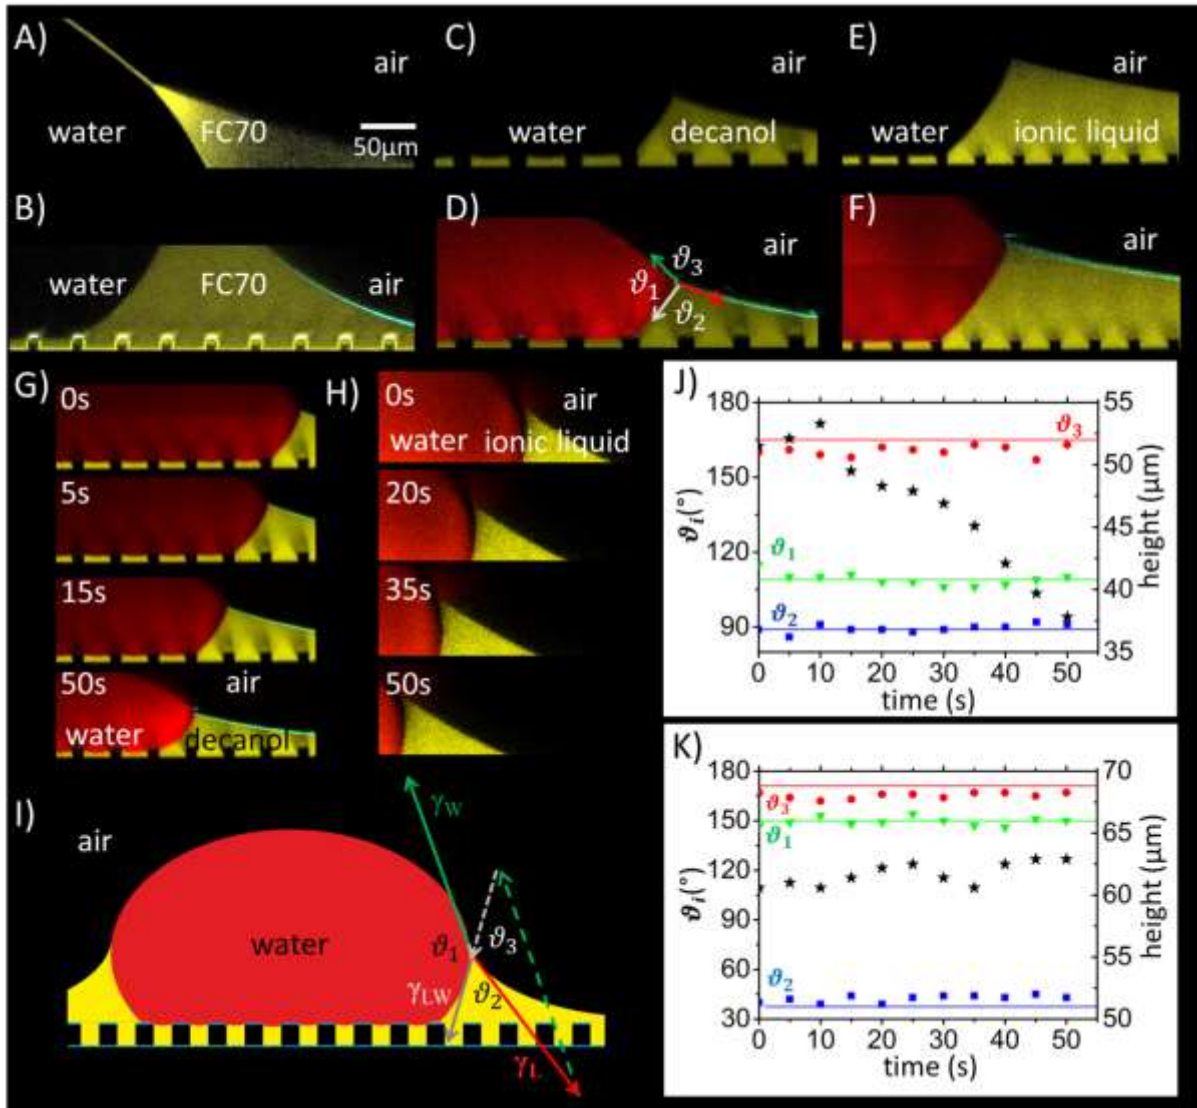 A)
air
water
FC70
50µm
B)
water
FC70
air
C)
air
water
decanol
D)
air
ϑ₃
ϑ₁
ϑ₂
E)
air
water
ionic liquid
F)
air
G)
0s
5s
15s
50s
air
water
decanol
H)
0s
air
water ionic liquid
20s
35s
50s
I)
air
water
γW
ϑ₁
ϑ₃
γLW
ϑ₂
γL
J)
180
150
120
90
ϑi(°)
ϑ₃
ϑ₁
ϑ₂
55
50
45
40
35
height (µm)
0 10 20 30 40 50
time (s)
K)
180
150
120
90
60
30
ϑi(°)
ϑ₃
ϑ₁
ϑ₂
70
65
60
55
50
height (µm)
0 10 20 30 40 50
time (s)